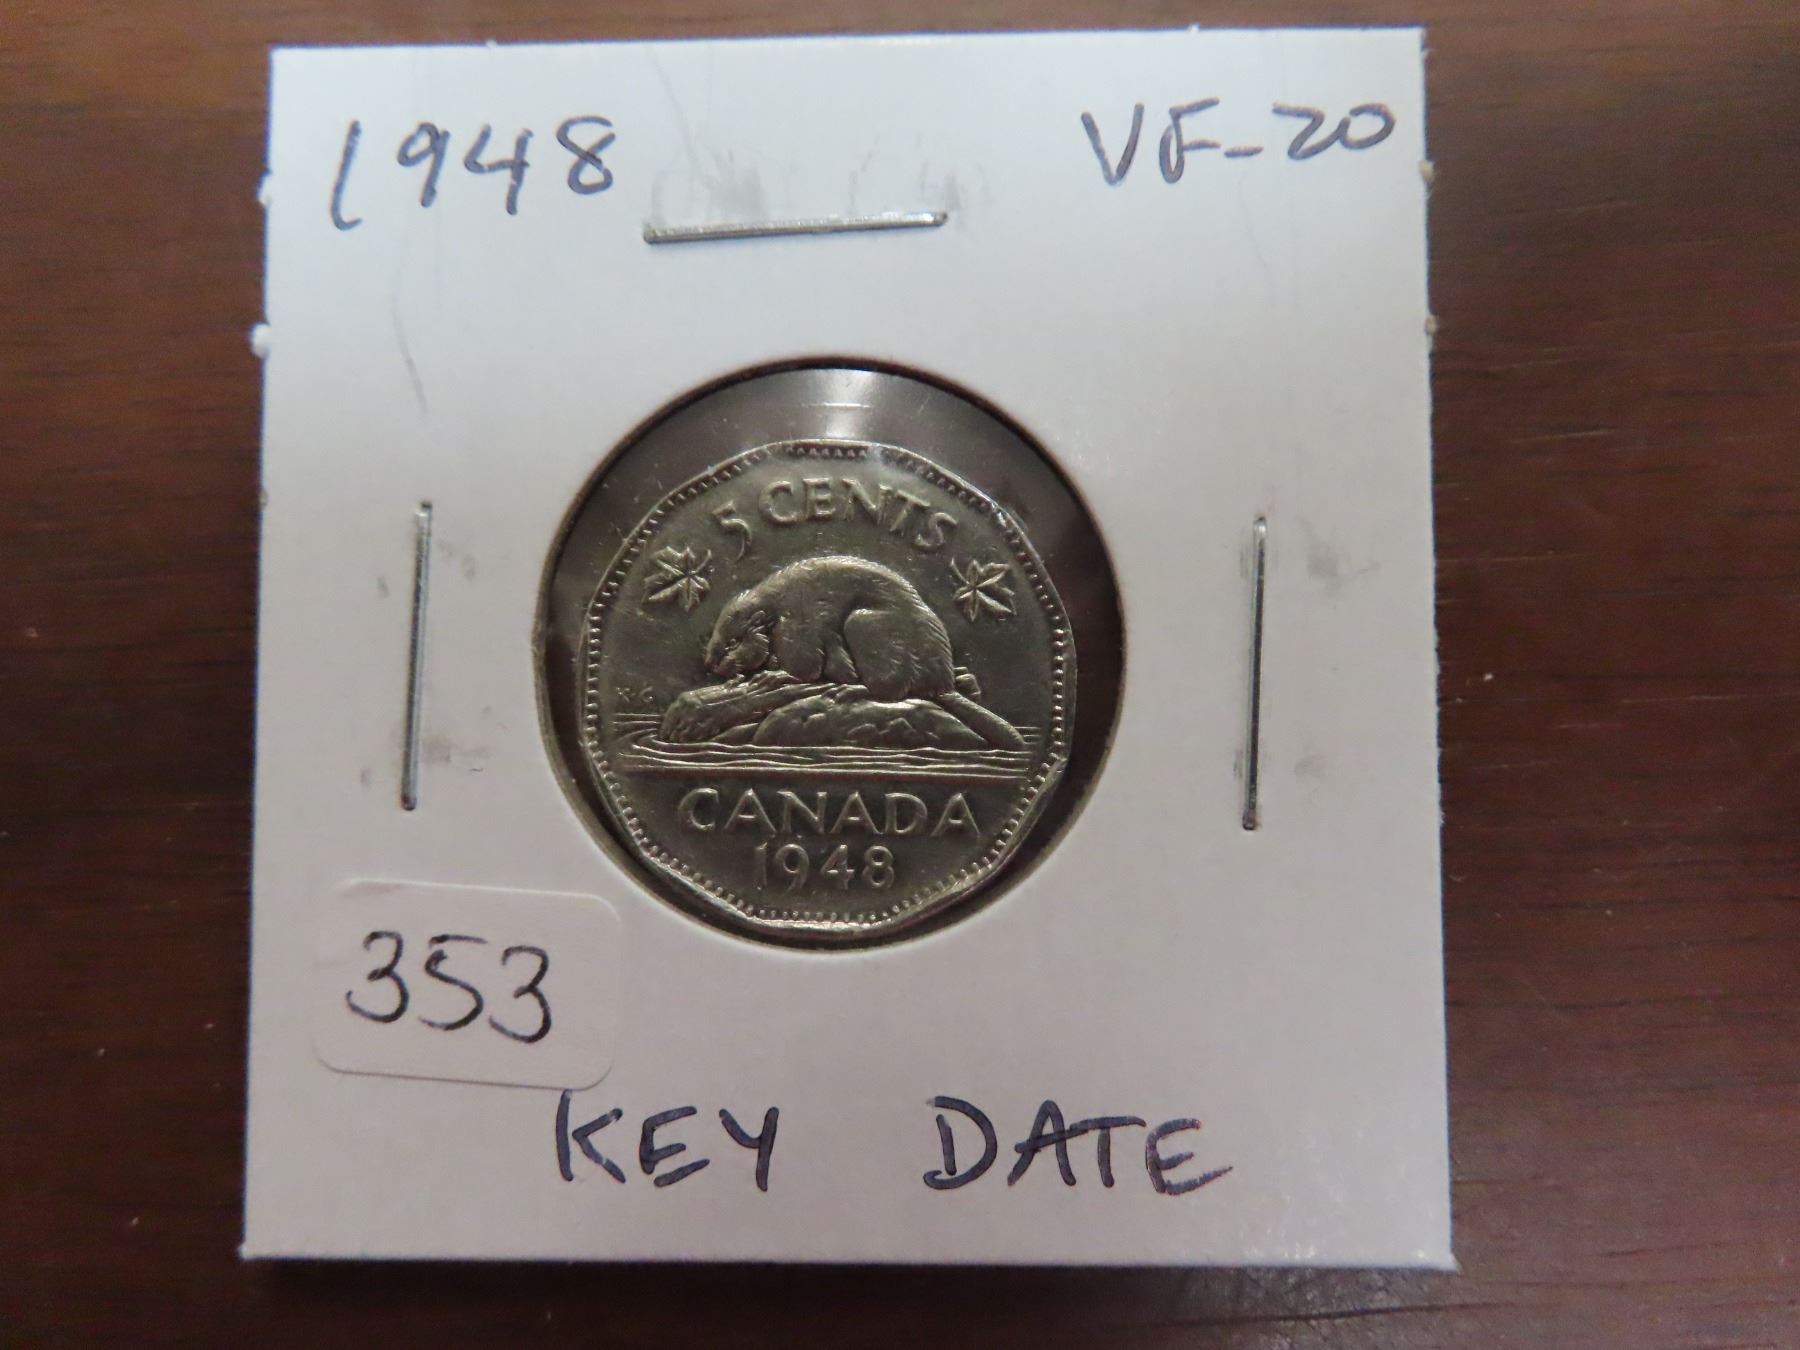 1948 VF-20
5 CENTS
K·G
CANADA
1948
353
KEY DATE